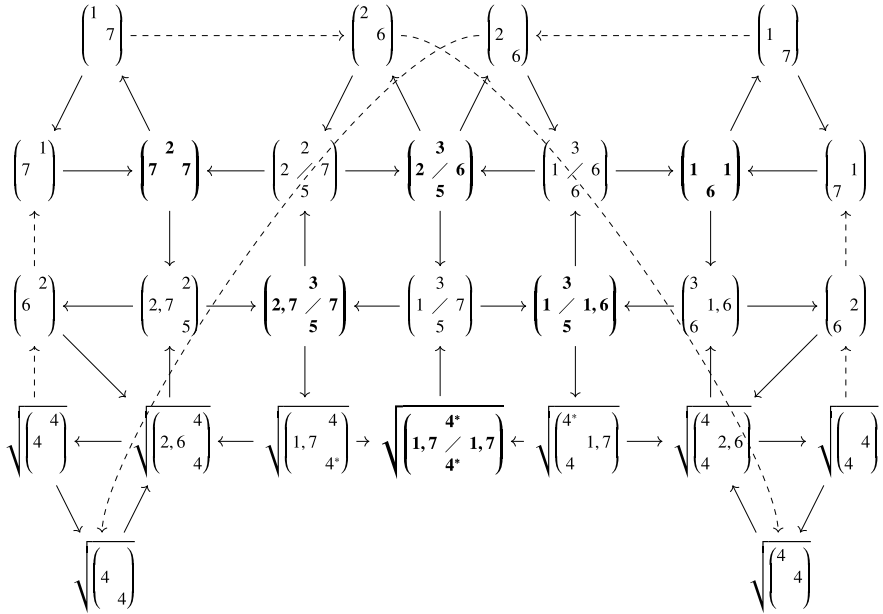 1 2 2 1
7 6 6 7
1 2 2 3 3 1
7 7 7 2 / 7 2 / 6 1 / 6 1 1 7
5 5 6 6
2 2 3 3 3 3 2
6 2,7 2,7 / 7 1 / 7 1 / 1,6 1,6 6
5 5 5 5 6
√ 4 √ 4 √ 4 √ 4* √ 4* √ 4 √ 4
4 2,6 1,7 1,7 / 1,7 1,7 2,6 4
4 4* 4* 4 4 4
√ 4 √ 4
4 4